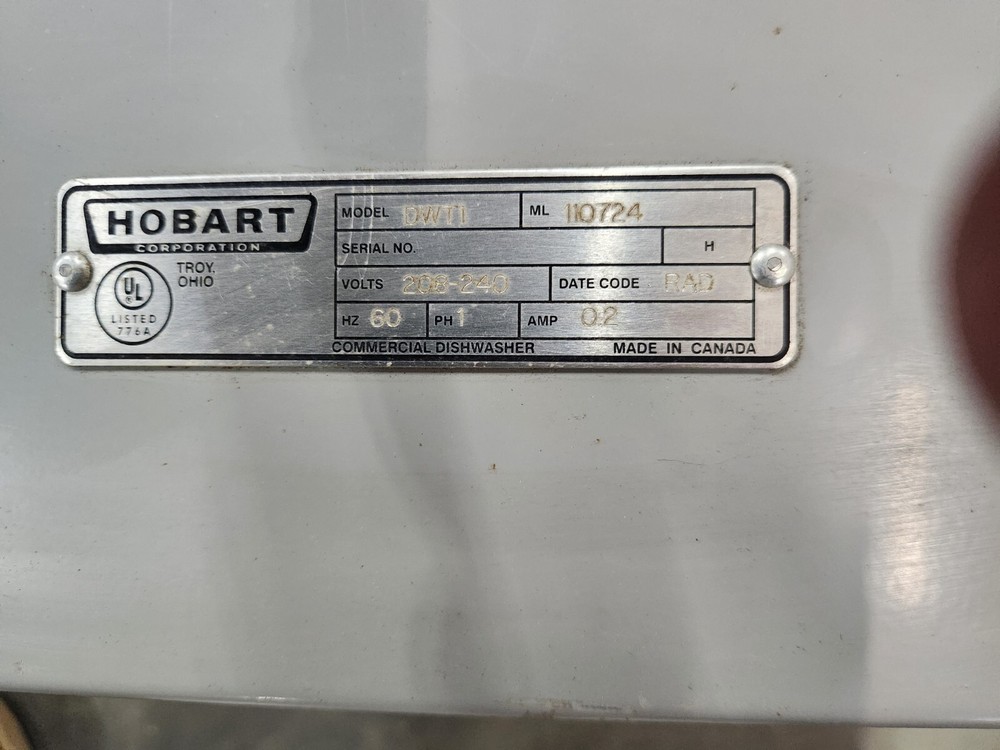 HOBART
CORPORATION
TROY,
OHIO
UL
LISTED
776A
MODEL DWT1 ML 110724
SERIAL NO. H
VOLTS 208-240 DATE CODE RAD
HZ 60 PH 1 AMP 0.2
COMMERCIAL DISHWASHER MADE IN CANADA